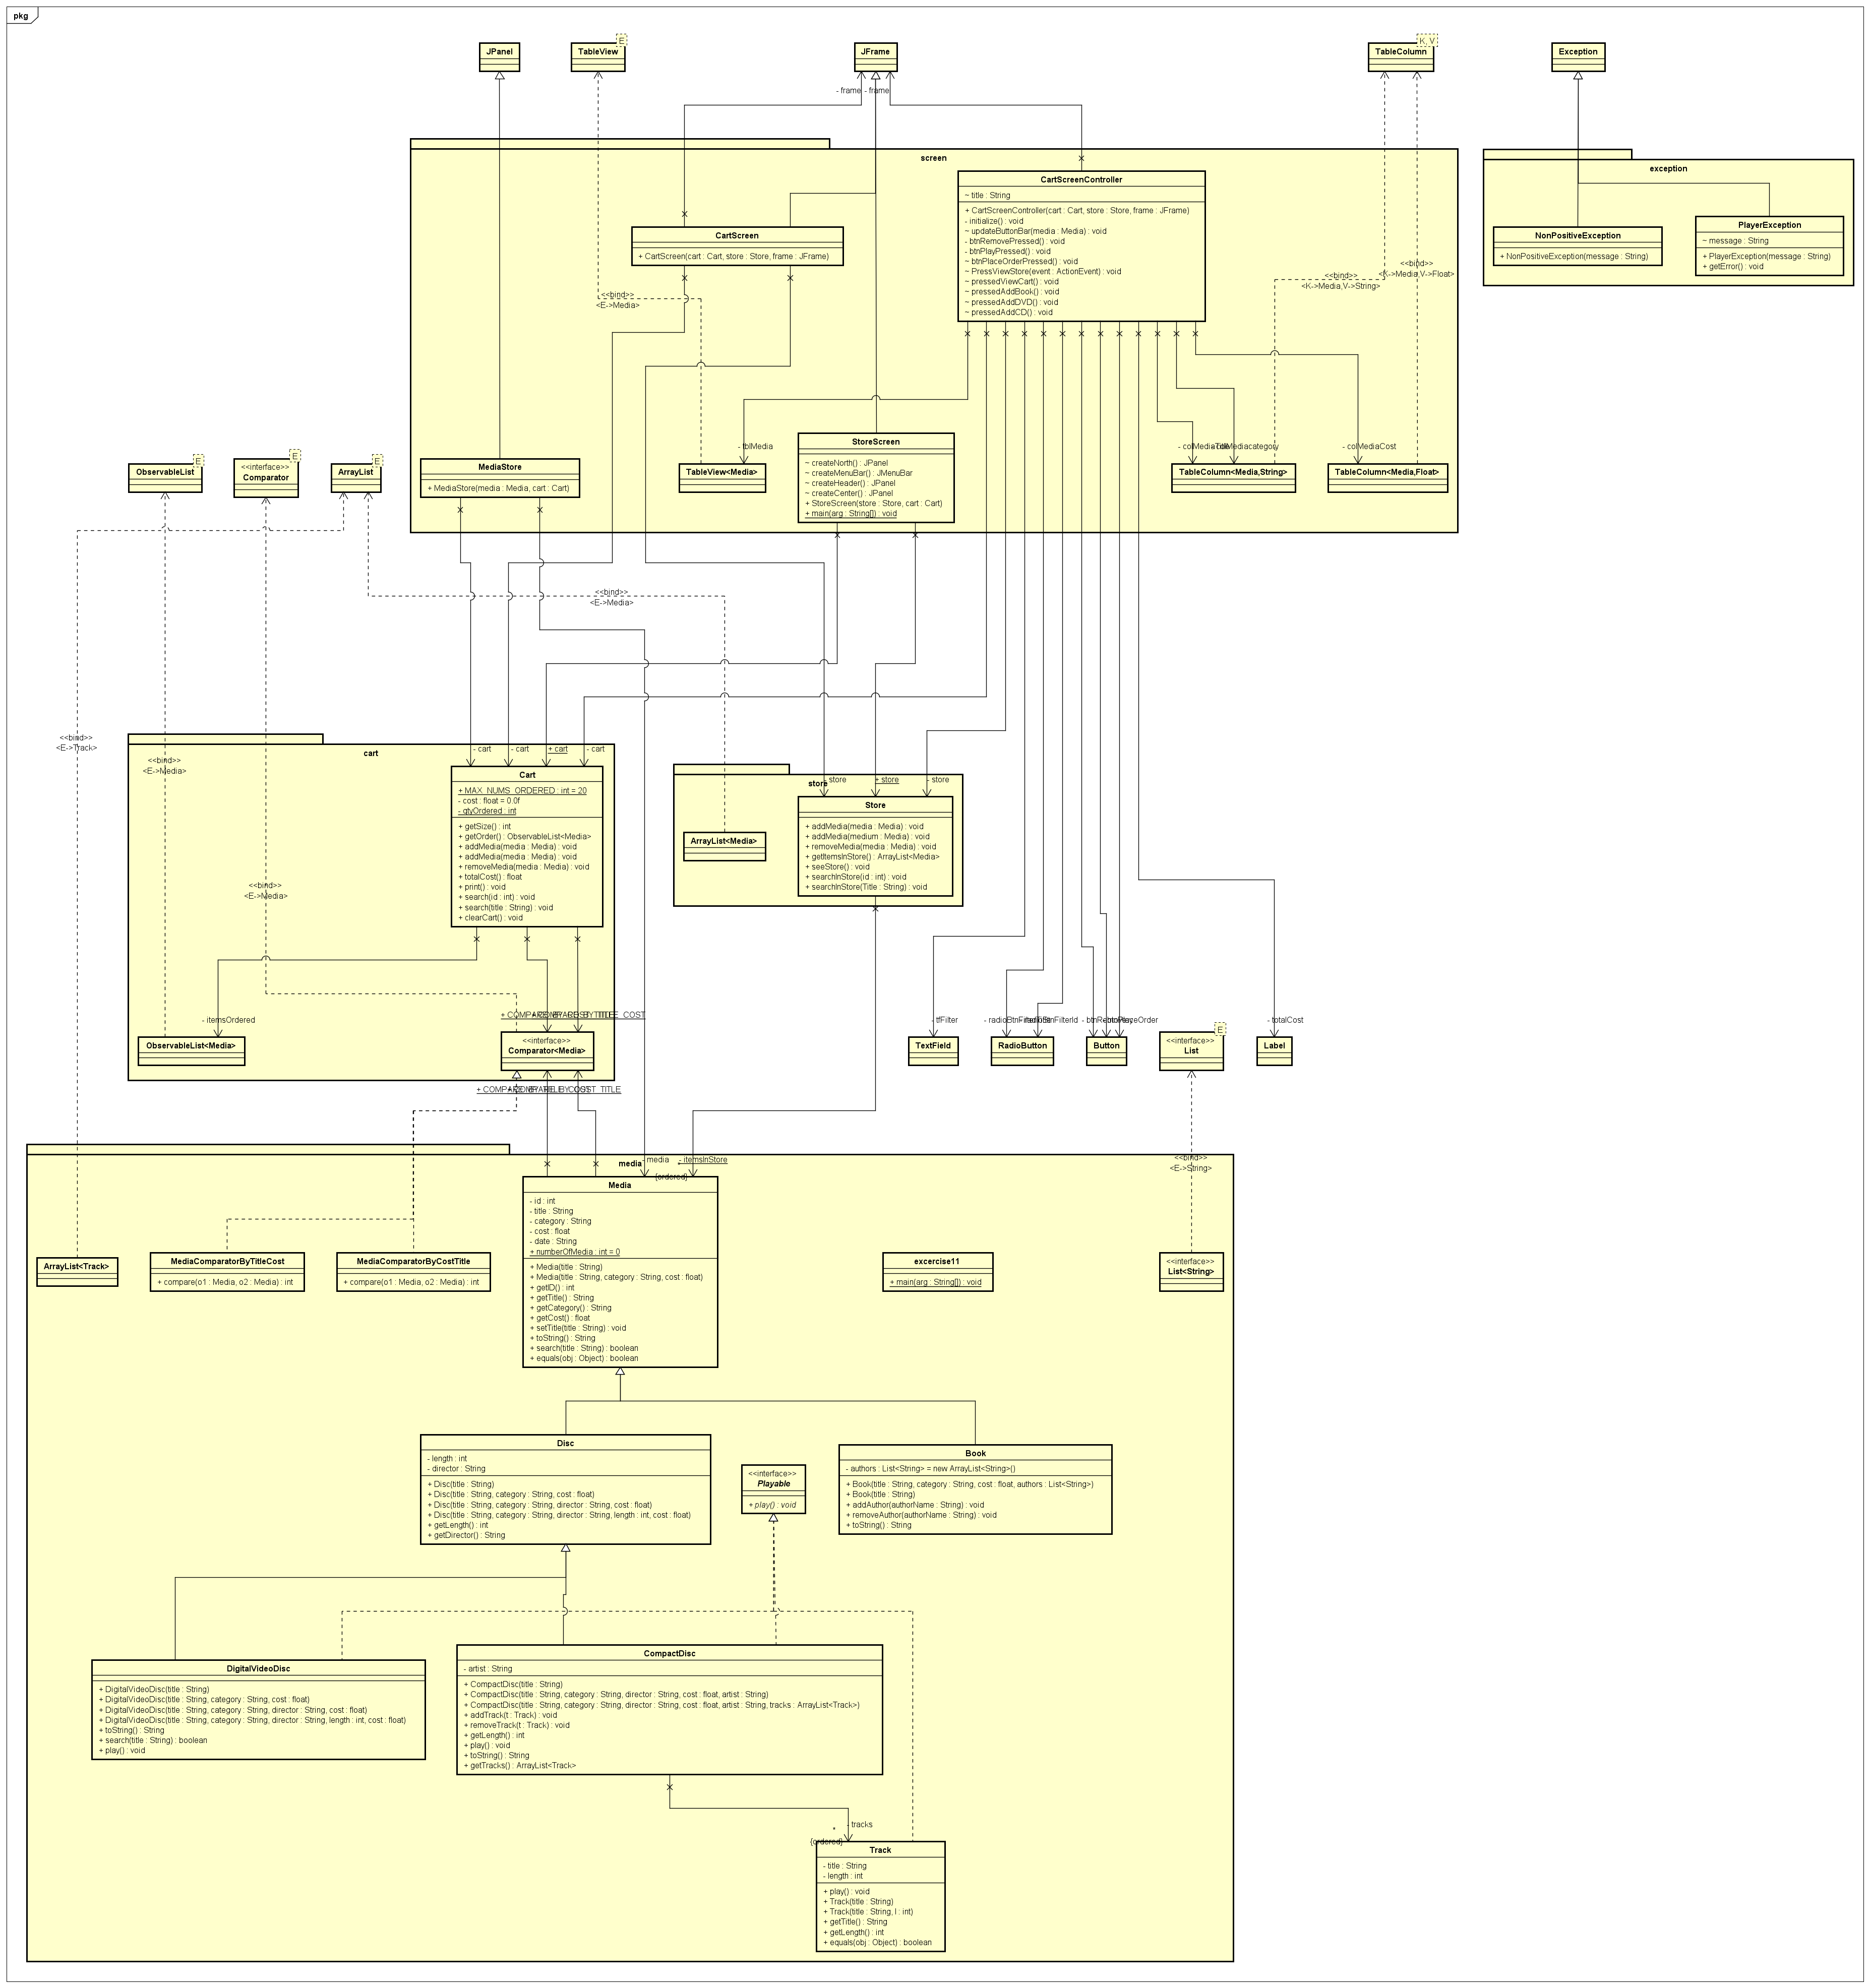 pkg
JPanel
TableView
E
JFrame
TableColumn
K, V
Exception
- frame
- frame
screen
exception
CartScreenController
~ title : String
+ CartScreenController(cart : Cart, store : Store, frame : JFrame)
- initialize() : void
~ updateButtonBar(media : Media) : void
- btnRemovePressed() : void
- btnPlayPressed() : void
~ btnPlaceOrderPressed() : void
~ PressViewStore(event : ActionEvent) : void
~ pressedViewCart() : void
~ pressedAddBook() : void
~ pressedAddDVD() : void
~ pressedAddCD() : void
CartScreen
+ CartScreen(cart : Cart, store : Store, frame : JFrame)
NonPositiveException
+ NonPositiveException(message : String)
PlayerException
~ message : String
+ PlayerException(message : String)
+ getError() : void
<<bind>>
<E->Media>
<<bind>>
<K->Media,V->String>
<<bind>>
<K->Media,V->Float>
- tblMedia
- colMediaTitle
- colMediaCost
ObservableList
E
<<interface>>
Comparator
E
ArrayList
E
MediaStore
+ MediaStore(media : Media, cart : Cart)
TableView<Media>
StoreScreen
~ createNorth() : JPanel
~ createMenuBar() : JMenuBar
~ createHeader() : JPanel
~ createCenter() : JPanel
+ StoreScreen(store : Store, cart : Cart)
+ main(arg : String[]) : void
TableColumn<Media,String>
TableColumn<Media,Float>
<<bind>>
<E->Media>
<<bind>>
<E->Track>
<<bind>>
<E->Media>
<<bind>>
<E->Media>
cart
- cart
- cart
+ cart
- cart
Cart
+ MAX_NUMS_ORDERED : int = 20
- cost : float = 0.0f
- qtyOrdered : int
+ getSize() : int
+ getOrder() : ObservableList<Media>
+ addMedia(media : Media) : void
+ addMedia(media : Media) : void
+ removeMedia(media : Media) : void
+ totalCost() : float
+ print() : void
+ search(id : int) : void
+ search(title : String) : void
+ clearCart() : void
store
- store
+ store
- store
ArrayList<Media>
Store
+ addMedia(media : Media) : void
+ addMedia(medium : Media) : void
+ removeMedia(media : Media) : void
+ getItemsInStore() : ArrayList<Media>
+ seeStore() : void
+ searchInStore(id : int) : void
+ searchInStore(Title : String) : void
- itemsOrdered
ObservableList<Media>
<<interface>>
Comparator<Media>
- tfFilter
- totalCost
TextField
RadioButton
Button
<<interface>>
List
E
Label
media
- media
- itemsInStore
*
{ordered}
<<bind>>
<E->String>
Media
- id : int
- title : String
- category : String
- cost : float
- date : String
+ numberOfMedia : int = 0
+ Media(title : String)
+ Media(title : String, category : String, cost : float)
+ getID() : int
+ getTitle() : String
+ getCategory() : String
+ getCost() : float
+ setTitle(title : String) : void
+ toString() : String
+ search(title : String) : boolean
+ equals(obj : Object) : boolean
ArrayList<Track>
MediaComparatorByTitleCost
+ compare(o1 : Media, o2 : Media) : int
MediaComparatorByCostTitle
+ compare(o1 : Media, o2 : Media) : int
excercise11
+ main(arg : String[]) : void
<<interface>>
List<String>
Disc
- length : int
- director : String
+ Disc(title : String)
+ Disc(title : String, category : String, cost : float)
+ Disc(title : String, category : String, director : String, cost : float)
+ Disc(title : String, category : String, director : String, length : int, cost : float)
+ getLength() : int
+ getDirector() : String
<<interface>>
Playable
+ play() : void
Book
- authors : List<String> = new ArrayList<String>()
+ Book(title : String, category : String, cost : float, authors : List<String>)
+ Book(title : String)
+ addAuthor(authorName : String) : void
+ removeAuthor(authorName : String) : void
+ toString() : String
DigitalVideoDisc
+ DigitalVideoDisc(title : String)
+ DigitalVideoDisc(title : String, category : String, cost : float)
+ DigitalVideoDisc(title : String, category : String, director : String, cost : float)
+ DigitalVideoDisc(title : String, category : String, director : String, length : int, cost : float)
+ toString() : String
+ search(title : String) : boolean
+ play() : void
CompactDisc
- artist : String
+ CompactDisc(title : String)
+ CompactDisc(title : String, category : String, director : String, cost : float, artist : String)
+ CompactDisc(title : String, category : String, director : String, cost : float, artist : String, tracks : ArrayList<Track>)
+ addTrack(t : Track) : void
+ removeTrack(t : Track) : void
+ getLength() : int
+ play() : void
+ toString() : String
+ getTracks() : ArrayList<Track>
- tracks
*
{ordered}
Track
- title : String
- length : int
+ play() : void
+ Track(title : String)
+ Track(title : String, l : int)
+ getTitle() : String
+ getLength() : int
+ equals(obj : Object) : boolean